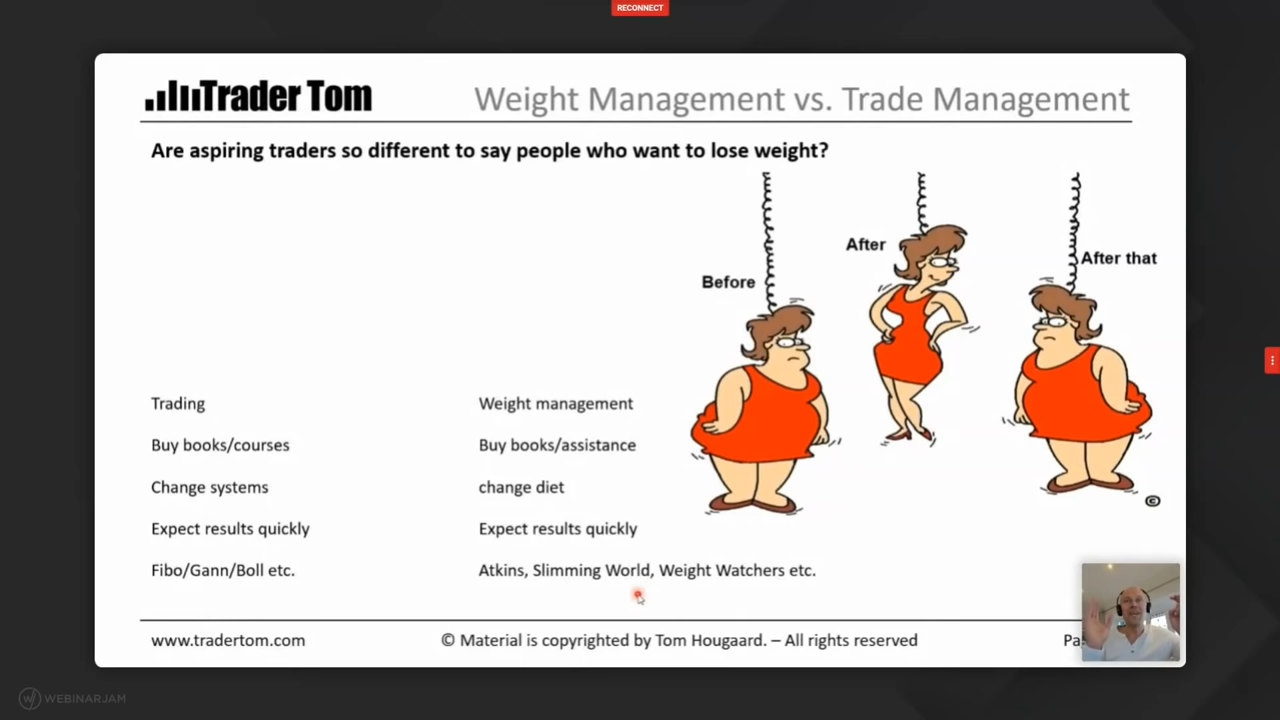 RECONNECT
Trader Tom
Weight Management vs. Trade Management
Are aspiring traders so different to say people who want to lose weight?
Before
After
After that
Trading
Weight management
Buy books/courses
Buy books/assistance
Change systems
change diet
Expect results quickly
Expect results quickly
Fibo/Gann/Boll etc.
Atkins, Slimming World, Weight Watchers etc.
©
www.tradertom.com
© Material is copyrighted by Tom Hougaard. – All rights reserved
WEBINARJAM